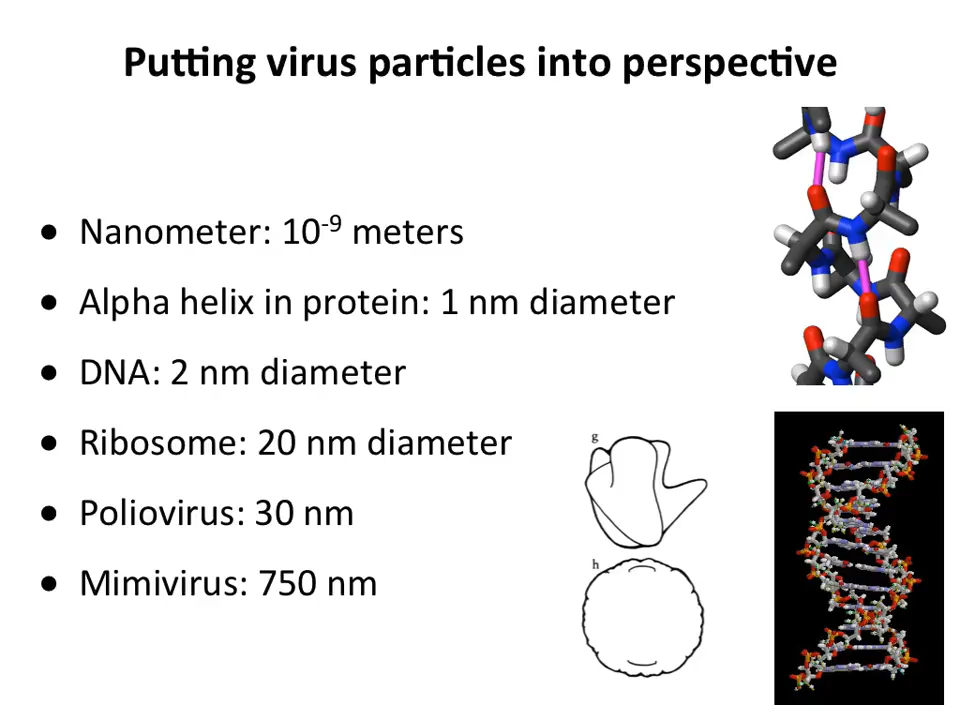 Putting virus particles into perspective
● Nanometer: 10⁻⁹ meters
● Alpha helix in protein: 1 nm diameter
● DNA: 2 nm diameter
● Ribosome: 20 nm diameter
● Poliovirus: 30 nm
● Mimivirus: 750 nm
g
h